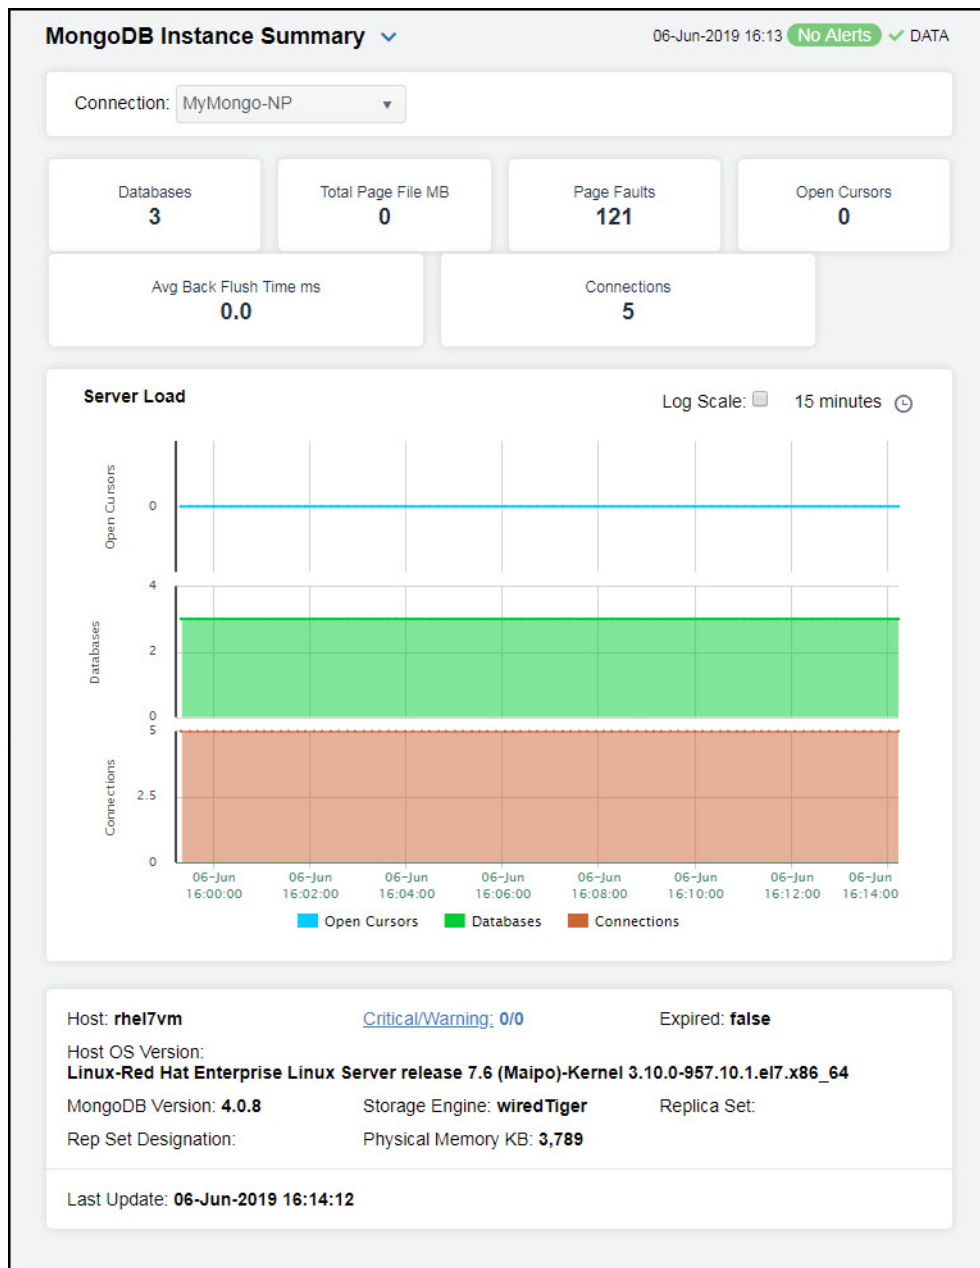 MongoDB Instance Summary
06-Jun-2019 16:13 No Alerts DATA
Connection: MyMongo-NP
Databases
3
Total Page File MB
0
Page Faults
121
Open Cursors
0
Avg Back Flush Time ms
0.0
Connections
5
Server Load
Log Scale: 15 minutes
Open Cursors
0
Databases
4
2
0
Connections
5
2.5
0
06-Jun 16:00:00
06-Jun 16:02:00
06-Jun 16:04:00
06-Jun 16:06:00
06-Jun 16:08:00
06-Jun 16:10:00
06-Jun 16:12:00
06-Jun 16:14:00
Open Cursors Databases Connections
Host: rhel7vm Critical/Warning: 0/0 Expired: false
Host OS Version:
Linux-Red Hat Enterprise Linux Server release 7.6 (Maipo)-Kernel 3.10.0-957.10.1.el7.x86_64
MongoDB Version: 4.0.8 Storage Engine: wiredTiger Replica Set:
Rep Set Designation: Physical Memory KB: 3,789
Last Update: 06-Jun-2019 16:14:12